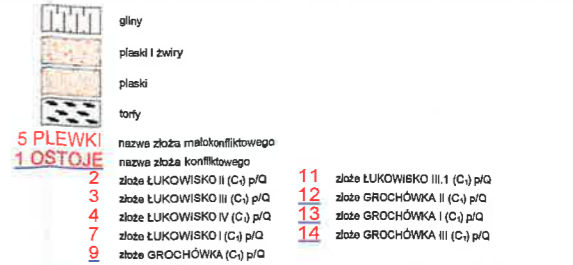 gliny
piaski i żwiry
piaski
torfy
5 PLEWKI nazwa złoża małokonfliktowego
1 OSTOJE nazwa złoża konfliktowego
2 złoże ŁUKOWISKO II (C₁) p/Q
3 złoże ŁUKOWISKO III (C₁) p/Q
4 złoże ŁUKOWISKO IV (C₁) p/Q
7 złoże ŁUKOWISKO I (C₁) p/Q
9 złoże GROCHÓWKA (C₁) p/Q
11 złoże ŁUKOWISKO III.1 (C₁) p/Q
12 złoże GROCHÓWKA II (C₁) p/Q
13 złoże GROCHÓWKA I (C₁) p/Q
14 złoże GROCHÓWKA III (C₁) p/Q